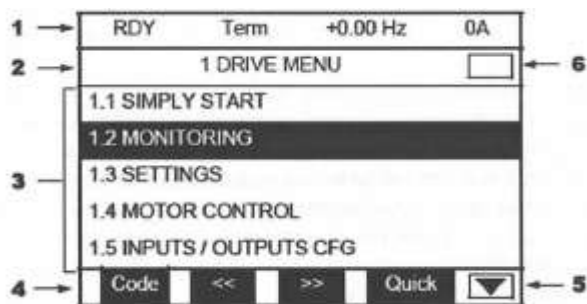 1 RDY Term +0.00 Hz 0A
2 1 DRIVE MENU 6
1.1 SIMPLY START
1.2 MONITORING
3 1.3 SETTINGS
1.4 MOTOR CONTROL
1.5 INPUTS / OUTPUTS CFG
4 Code << >> Quick 5